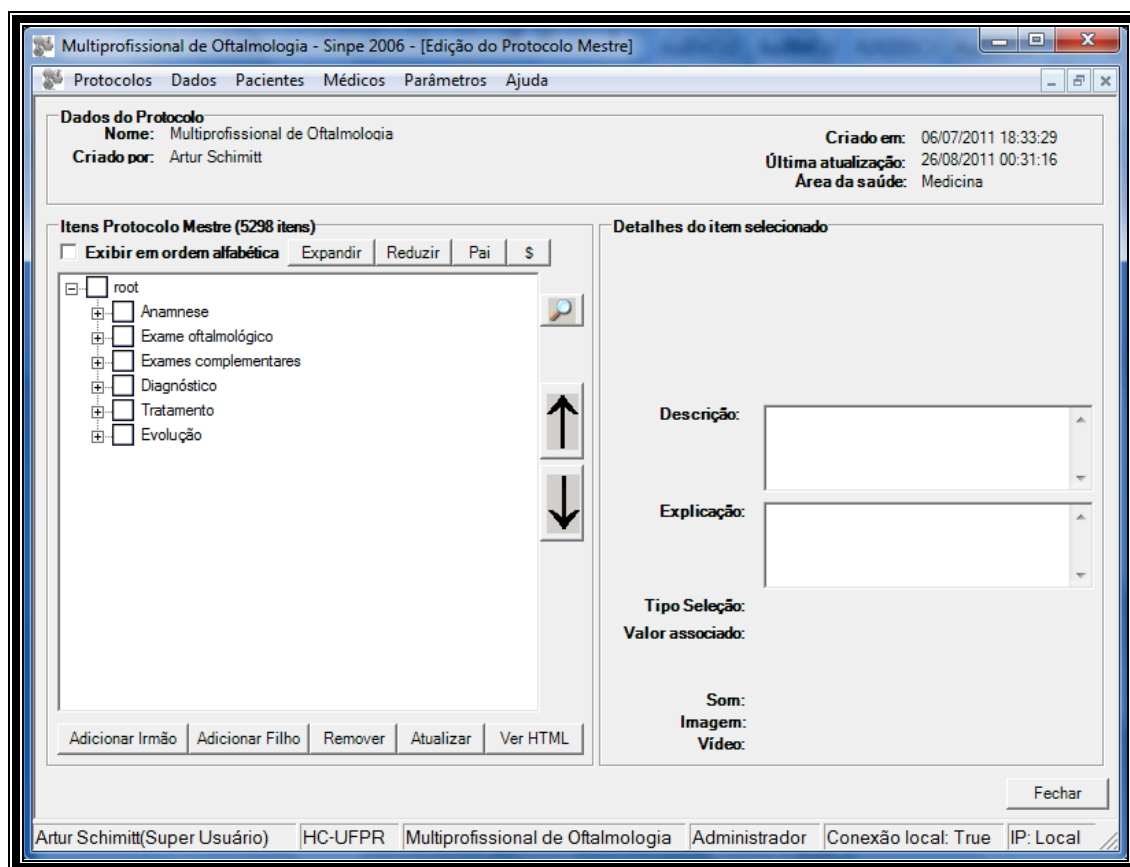 Multiprofissional de Oftalmologia - Sinpe 2006 - [Edição do Protocolo Mestre]
Protocolos Dados Pacientes Médicos Parâmetros Ajuda
Dados do Protocolo
Nome: Multiprofissional de Oftalmologia
Criado em: 06/07/2011 18:33:29
Criado por: Artur Schimitt
Última atualização: 26/08/2011 00:31:16
Área da saúde: Medicina
Itens Protocolo Mestre (5298 itens)
Exibir em ordem alfabética Expandir Reduzir Pai $
root
Anamnese
Exame oftalmológico
Exames complementares
Diagnóstico
Tratamento
Evolução
Adicionar Irmão Adicionar Filho Remover Atualizar Ver HTML
Detalhes do item selecionado
Descrição:
Explicação:
Tipo Seleção:
Valor associado:
Som:
Imagem:
Vídeo:
Fechar
Artur Schimitt(Super Usuário) HC-UFPR Multiprofissional de Oftalmologia Administrador Conexão local: True IP: Local